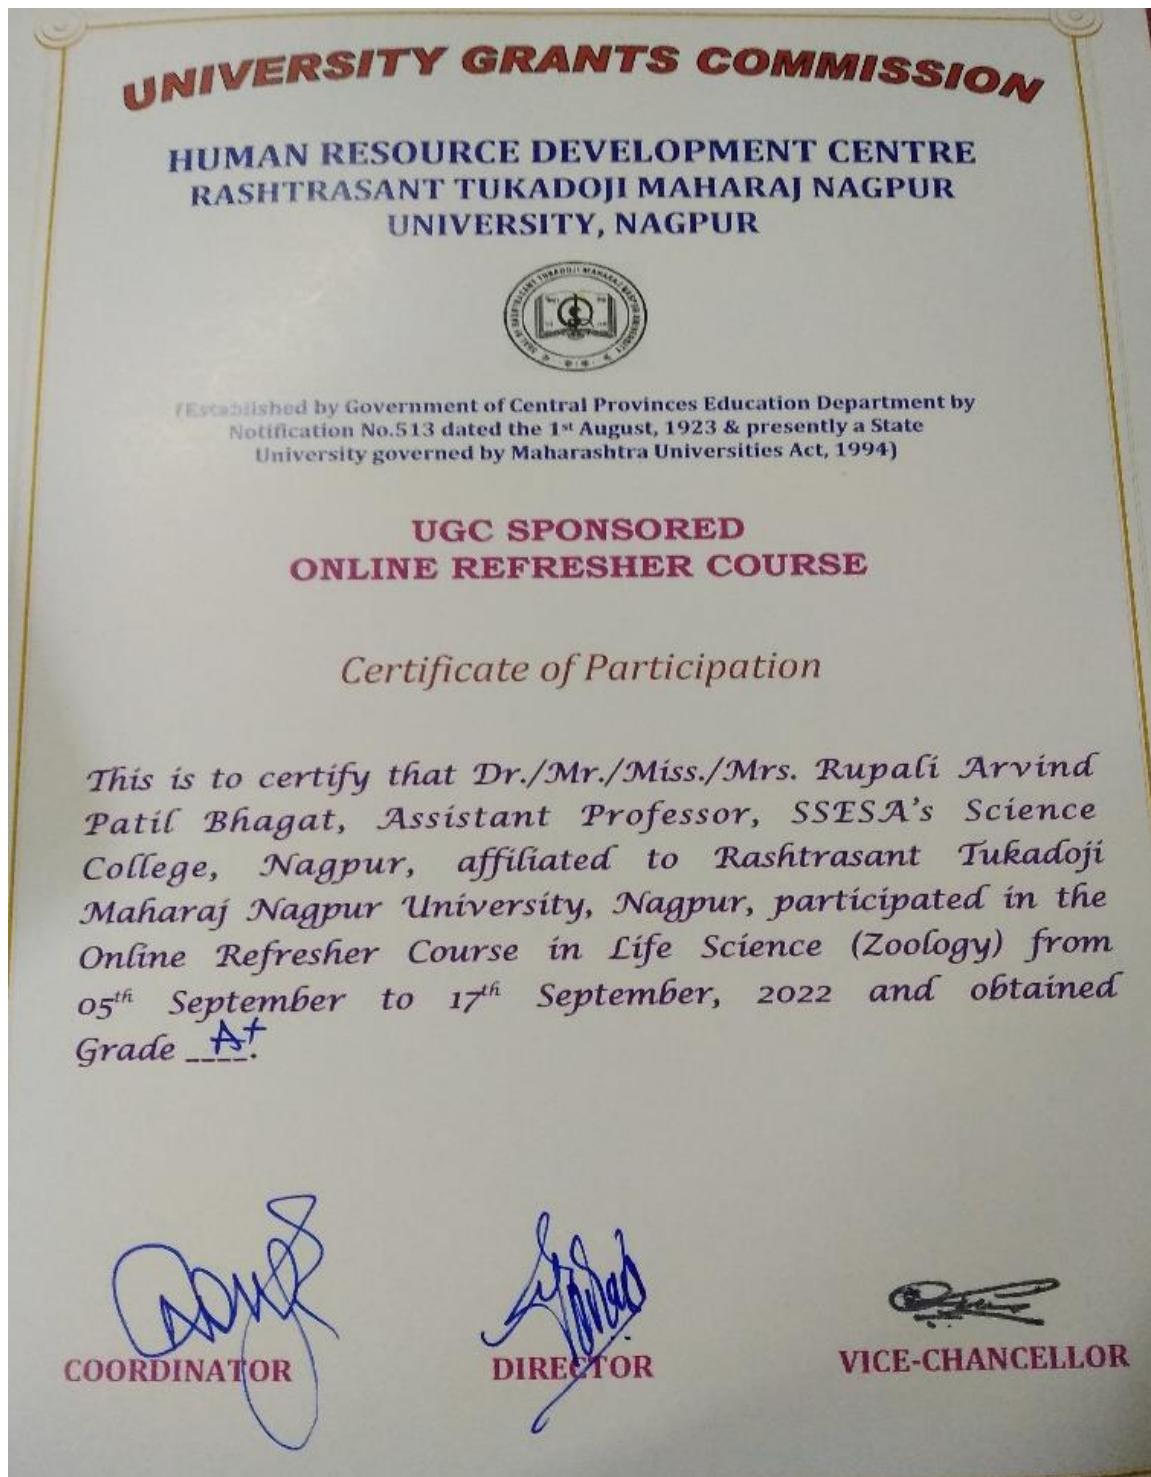 UNIVERSITY GRANTS COMMISSION
HUMAN RESOURCE DEVELOPMENT CENTRE
RASHTRASANT TUKADOJI MAHARAJ NAGPUR
UNIVERSITY, NAGPUR
(Established by Government of Central Provinces Education Department by
Notification No.513 dated the 1st August, 1923 & presently a State
University governed by Maharashtra Universities Act, 1994)
UGC SPONSORED
ONLINE REFRESHER COURSE
Certificate of Participation
This is to certify that Dr./Mr./Miss./Mrs. Rupali Arvind
Patil Bhagat, Assistant Professor, SSESA's Science
College, Nagpur, affiliated to Rashtrasant Tukadoji
Maharaj Nagpur University, Nagpur, participated in the
Online Refresher Course in Life Science (Zoology) from
05th September to 17th September, 2022 and obtained
Grade A+.
COORDINATOR
DIRECTOR
VICE-CHANCELLOR